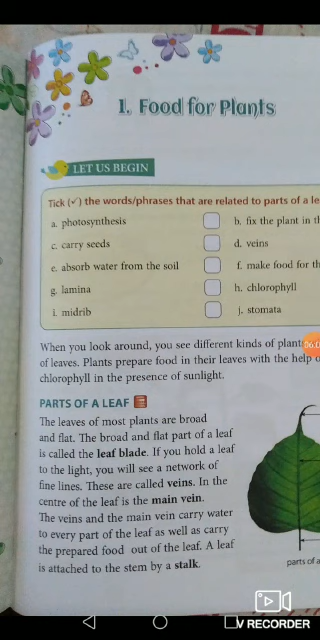 1. Food for Plants
LET US BEGIN
Tick (✓) the words/phrases that are related to parts of a le
a. photosynthesis
b. fix the plant in th
c. carry seeds
d. veins
e. absorb water from the soil
f. make food for th
g. lamina
h. chlorophyll
i. midrib
j. stomata
When you look around, you see different kinds of plant
of leaves. Plants prepare food in their leaves with the help o
chlorophyll in the presence of sunlight.
PARTS OF A LEAF
The leaves of most plants are broad
and flat. The broad and flat part of a leaf
is called the leaf blade. If you hold a leaf
to the light, you will see a network of
fine lines. These are called veins. In the
centre of the leaf is the main vein.
The veins and the main vein carry water
to every part of the leaf as well as carry
the prepared food out of the leaf. A leaf
is attached to the stem by a stalk.
parts of a
V RECORDER